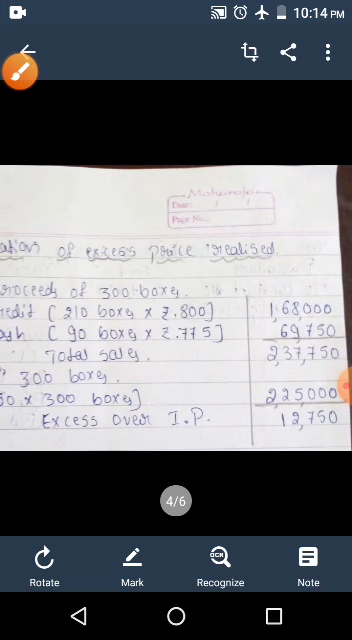 10:14 PM
Maharaja
Date: / /
Page No.:
ation of excess price realised
roceeds of 300 boxes.
redit [210 boxes x ₹.800] 1,68,000
ash [90 boxes x ₹.775] 69,750
Total sales. 2,37,750
300 boxes.
50 x 300 boxes] 2,25,000
Excess over I.P. 12,750
4/6
OCR
Rotate Mark Recognize Note